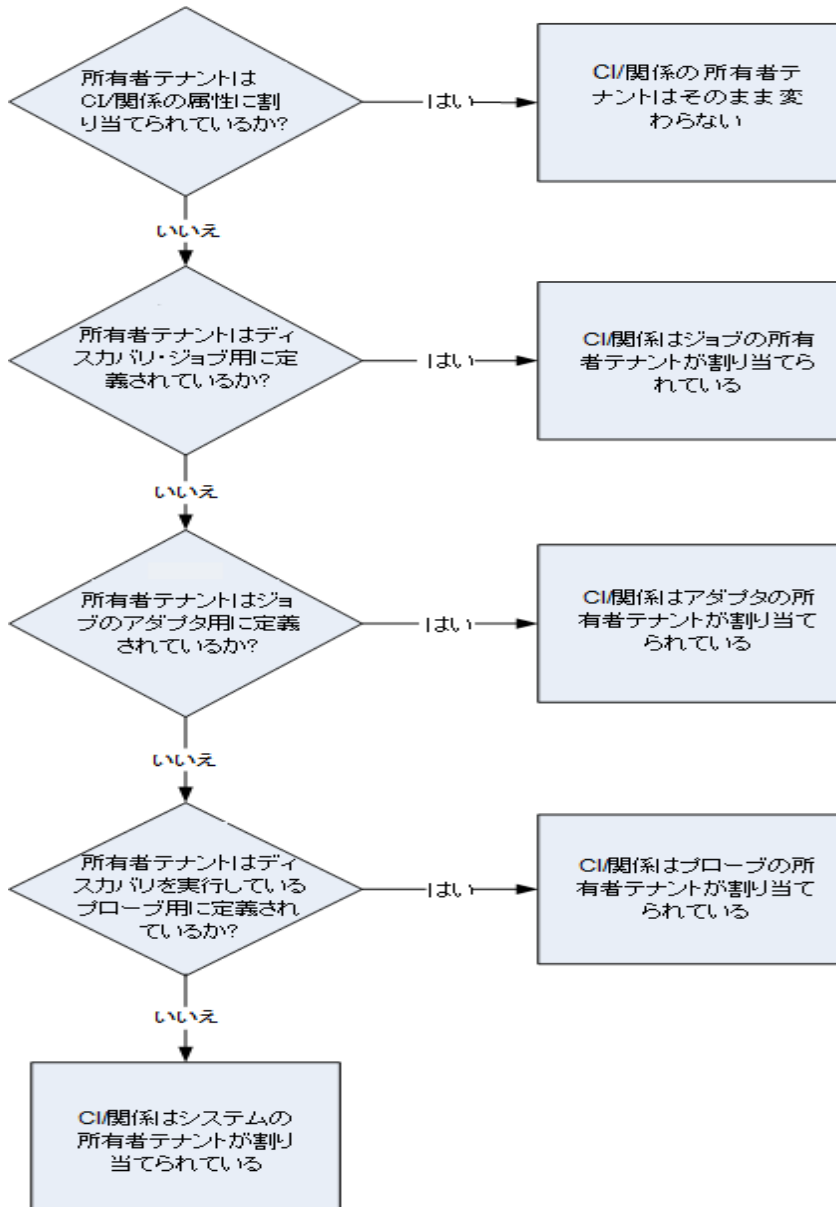 所有者テナントは
CI/関係の属性に割
り当てられているか?
はい
CI/関係の所有者テ
ナントはそのまま変
わらない
いいえ
所有者テナントはディ
スカバリ・ジョブ用に定
義されているか?
はい
CI/関係はジョブの所有
者テナントが割り当てら
れている
いいえ
所有者テナントはジョ
ブのアダプタ用に定義
されているか?
はい
CI/関係はアダプタの所
有者テナントが割り当て
られている
いいえ
所有者テナントはディ
スカバリを実行している
プローブ用に定義され
ているか?
はい
CI/関係はプローブの所
有者テナントが割り当て
られている
いいえ
CI/関係はシステムの
所有者テナントが割り
当てられている